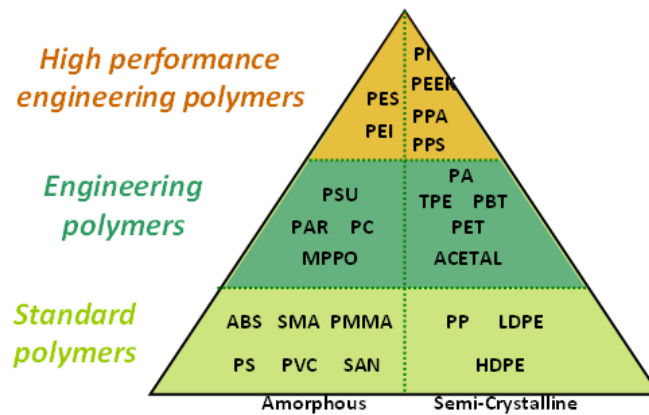 High performance
engineering polymers
PI
PEEK
PES
PPA
PEI
PPS
Engineering
polymers
PA
PSU
TPE PBT
PAR PC
PET
MPPO
ACETAL
Standard
polymers
ABS SMA PMMA
PP LDPE
PS PVC SAN
HDPE
Amorphous
Semi-Crystalline